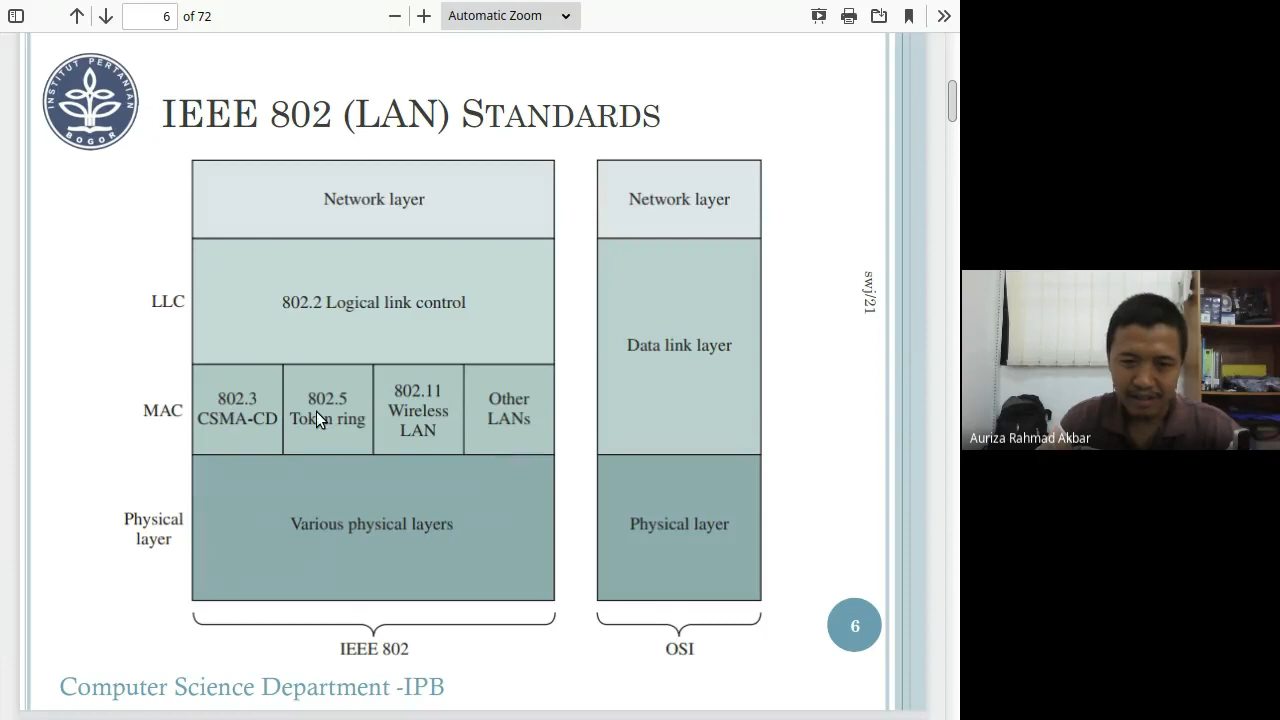 6 of 72
Automatic Zoom
INSTITUT PERTANIAN
BOGOR
IEEE 802 (LAN) STANDARDS
Network layer
Network layer
LLC
802.2 Logical link control
Data link layer
MAC
802.3
CSMA-CD
802.5
Token ring
802.11
Wireless
LAN
Other
LANs
Physical
layer
Various physical layers
Physical layer
IEEE 802
OSI
swj/21
6
Computer Science Department -IPB
Auriza Rahmad Akbar